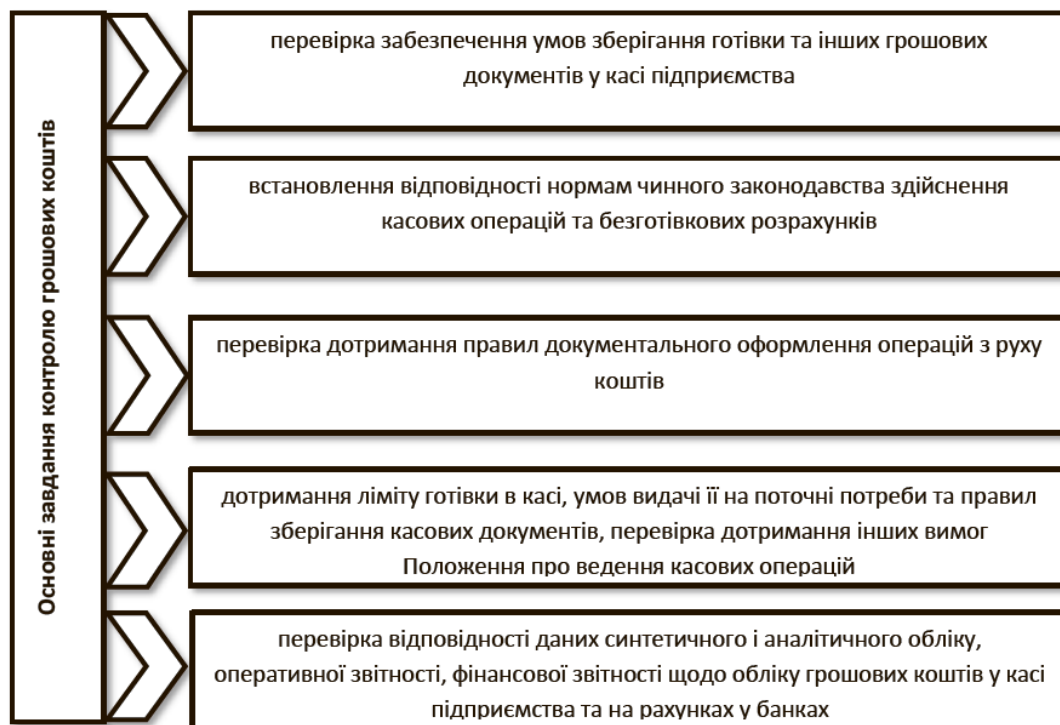 Основні завдання контролю грошових коштів
перевірка забезпечення умов зберігання готівки та інших грошових
документів у касі підприємства
встановлення відповідності нормам чинного законодавства здійснення
касових операцій та безготівкових розрахунків
перевірка дотримання правил документального оформлення операцій з руху
коштів
дотримання ліміту готівки в касі, умов видачі її на поточні потреби та правил
зберігання касових документів, перевірка дотримання інших вимог
Положення про ведення касових операцій
перевірка відповідності даних синтетичного і аналітичного обліку,
оперативної звітності, фінансової звітності щодо обліку грошових коштів у касі
підприємства та на рахунках у банках